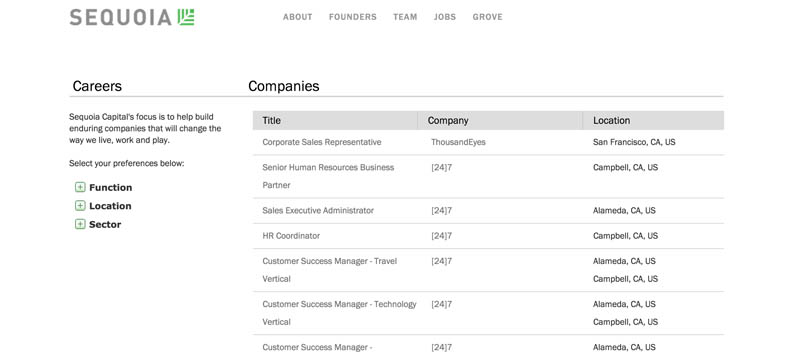 SEQUOIA
ABOUT FOUNDERS TEAM JOBS GROVE
Careers
Sequoia Capital's focus is to help build
enduring companies that will change the
way we live, work and play.
Select your preferences below:
Function
Location
Sector
Companies
Title Company Location
Corporate Sales Representative ThousandEyes San Francisco, CA, US
Senior Human Resources Business [24]7 Campbell, CA, US
Partner
Sales Executive Administrator [24]7 Alameda, CA, US
HR Coordinator [24]7 Campbell, CA, US
Customer Success Manager - Travel [24]7 Alameda, CA, US
Vertical Campbell, CA, US
Customer Success Manager - Technology [24]7 Alameda, CA, US
Vertical Campbell, CA, US
Customer Success Manager - [24]7 Alameda, CA, US